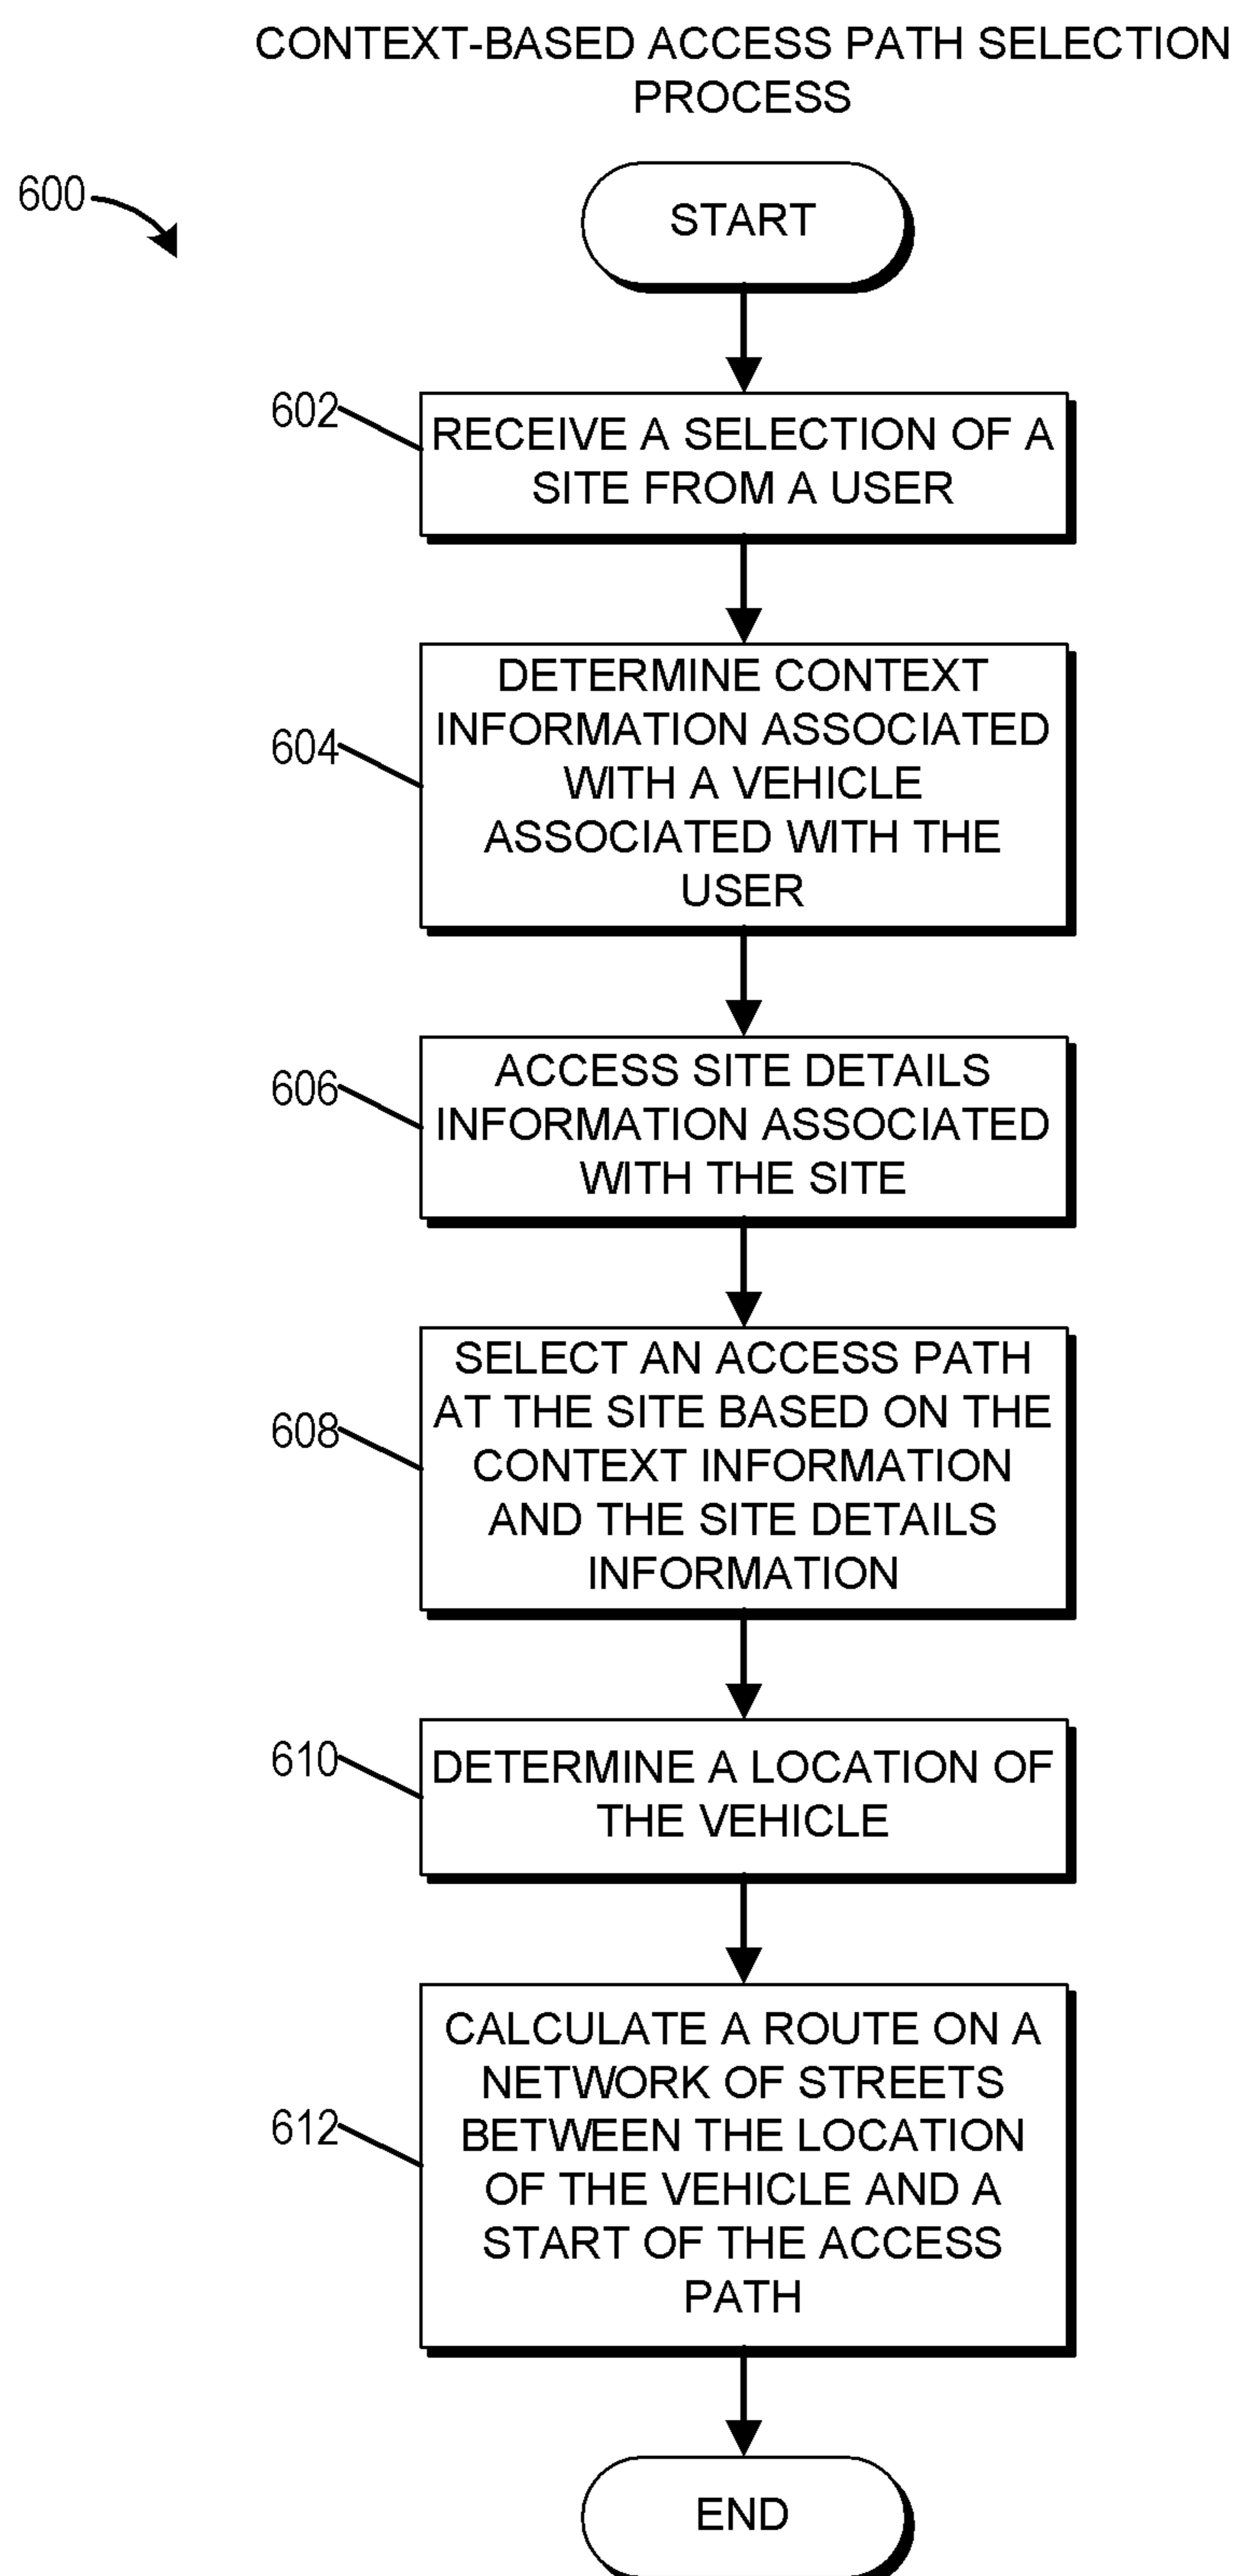 CONTEXT-BASED ACCESS PATH SELECTION
PROCESS
600
START
602
RECEIVE A SELECTION OF A
SITE FROM A USER
604
DETERMINE CONTEXT
INFORMATION ASSOCIATED
WITH A VEHICLE
ASSOCIATED WITH THE
USER
606
ACCESS SITE DETAILS
INFORMATION ASSOCIATED
WITH THE SITE
608
SELECT AN ACCESS PATH
AT THE SITE BASED ON THE
CONTEXT INFORMATION
AND THE SITE DETAILS
INFORMATION
610
DETERMINE A LOCATION OF
THE VEHICLE
612
CALCULATE A ROUTE ON A
NETWORK OF STREETS
BETWEEN THE LOCATION
OF THE VEHICLE AND A
START OF THE ACCESS
PATH
END